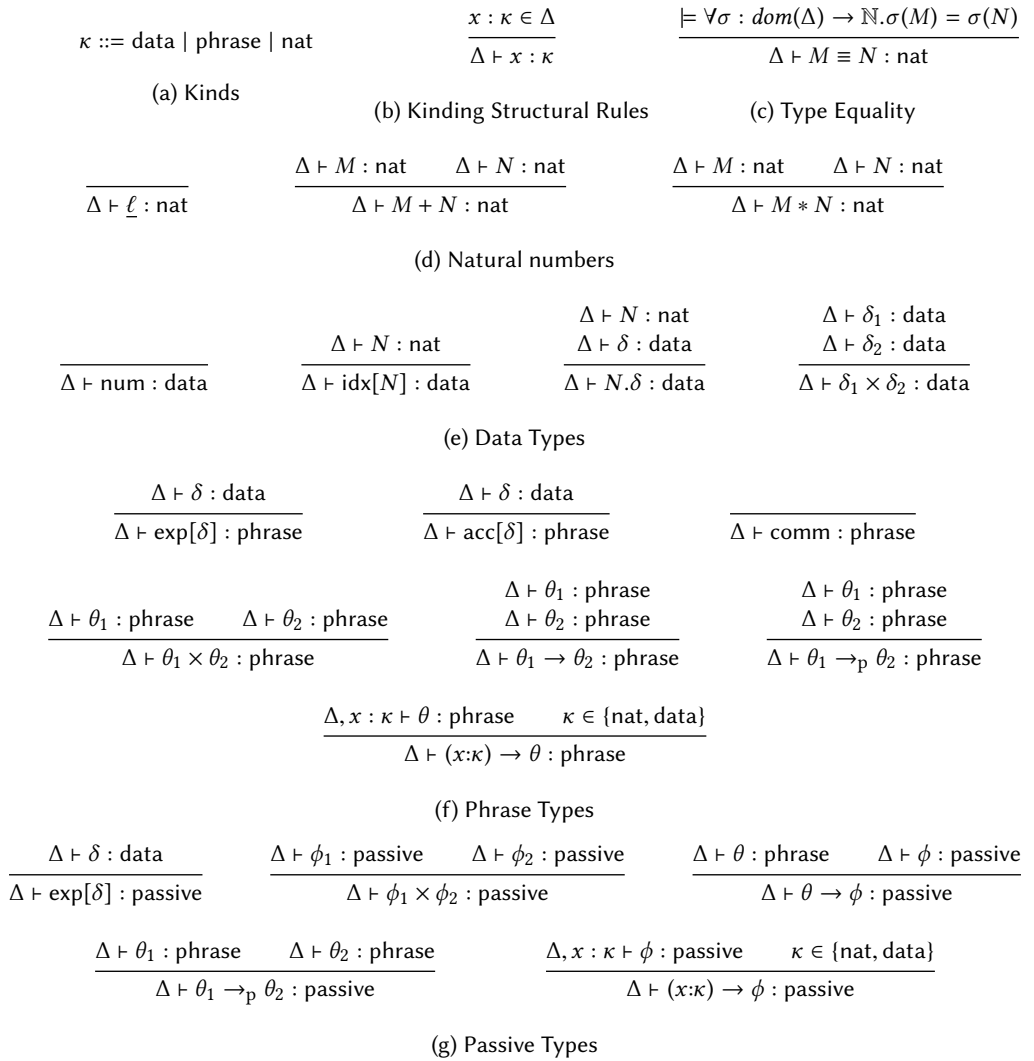 κ ::= data | phrase | nat
(a) Kinds
x : κ ∈ Δ
Δ ⊢ x : κ
(b) Kinding Structural Rules
⊨ ∀σ : dom(Δ) → ℕ.σ(M) = σ(N)
Δ ⊢ M ≡ N : nat
(c) Type Equality
Δ ⊢ ℓ : nat
Δ ⊢ M : nat Δ ⊢ N : nat
Δ ⊢ M + N : nat
Δ ⊢ M : nat Δ ⊢ N : nat
Δ ⊢ M ∗ N : nat
(d) Natural numbers
Δ ⊢ num : data
Δ ⊢ N : nat
Δ ⊢ idx[N] : data
Δ ⊢ N : nat
Δ ⊢ δ : data
Δ ⊢ N.δ : data
Δ ⊢ δ₁ : data
Δ ⊢ δ₂ : data
Δ ⊢ δ₁ × δ₂ : data
(e) Data Types
Δ ⊢ δ : data
Δ ⊢ exp[δ] : phrase
Δ ⊢ δ : data
Δ ⊢ acc[δ] : phrase
Δ ⊢ comm : phrase
Δ ⊢ θ₁ : phrase Δ ⊢ θ₂ : phrase
Δ ⊢ θ₁ × θ₂ : phrase
Δ ⊢ θ₁ : phrase
Δ ⊢ θ₂ : phrase
Δ ⊢ θ₁ → θ₂ : phrase
Δ ⊢ θ₁ : phrase
Δ ⊢ θ₂ : phrase
Δ ⊢ θ₁ →ₚ θ₂ : phrase
Δ, x : κ ⊢ θ : phrase κ ∈ {nat, data}
Δ ⊢ (x:κ) → θ : phrase
(f) Phrase Types
Δ ⊢ δ : data
Δ ⊢ exp[δ] : passive
Δ ⊢ ϕ₁ : passive Δ ⊢ ϕ₂ : passive
Δ ⊢ ϕ₁ × ϕ₂ : passive
Δ ⊢ θ : phrase Δ ⊢ ϕ : passive
Δ ⊢ θ → ϕ : passive
Δ ⊢ θ₁ : phrase Δ ⊢ θ₂ : phrase
Δ ⊢ θ₁ →ₚ θ₂ : passive
Δ, x : κ ⊢ ϕ : passive κ ∈ {nat, data}
Δ ⊢ (x:κ) → ϕ : passive
(g) Passive Types